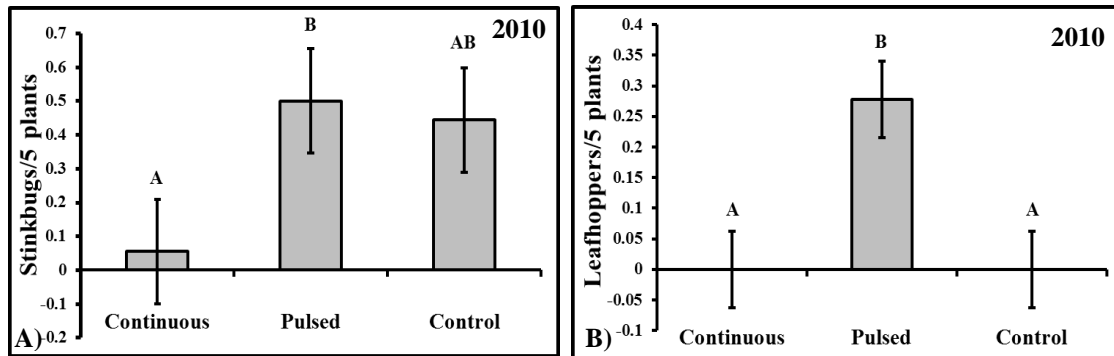 2010
Stinkbugs/5 plants
0.7
0.6
0.5
0.4
0.3
0.2
0.1
0
-0.1
-0.2
A
B
AB
Continuous
Pulsed
Control
A)
2010
Leafhoppers/5 plants
0.4
0.35
0.3
0.25
0.2
0.15
0.1
0.05
0
-0.05
-0.1
A
B
A
Continuous
Pulsed
Control
B)